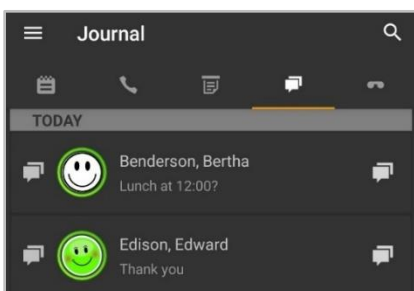 Journal
TODAY
Benderson, Bertha
Lunch at 12:00?
Edison, Edward
Thank you